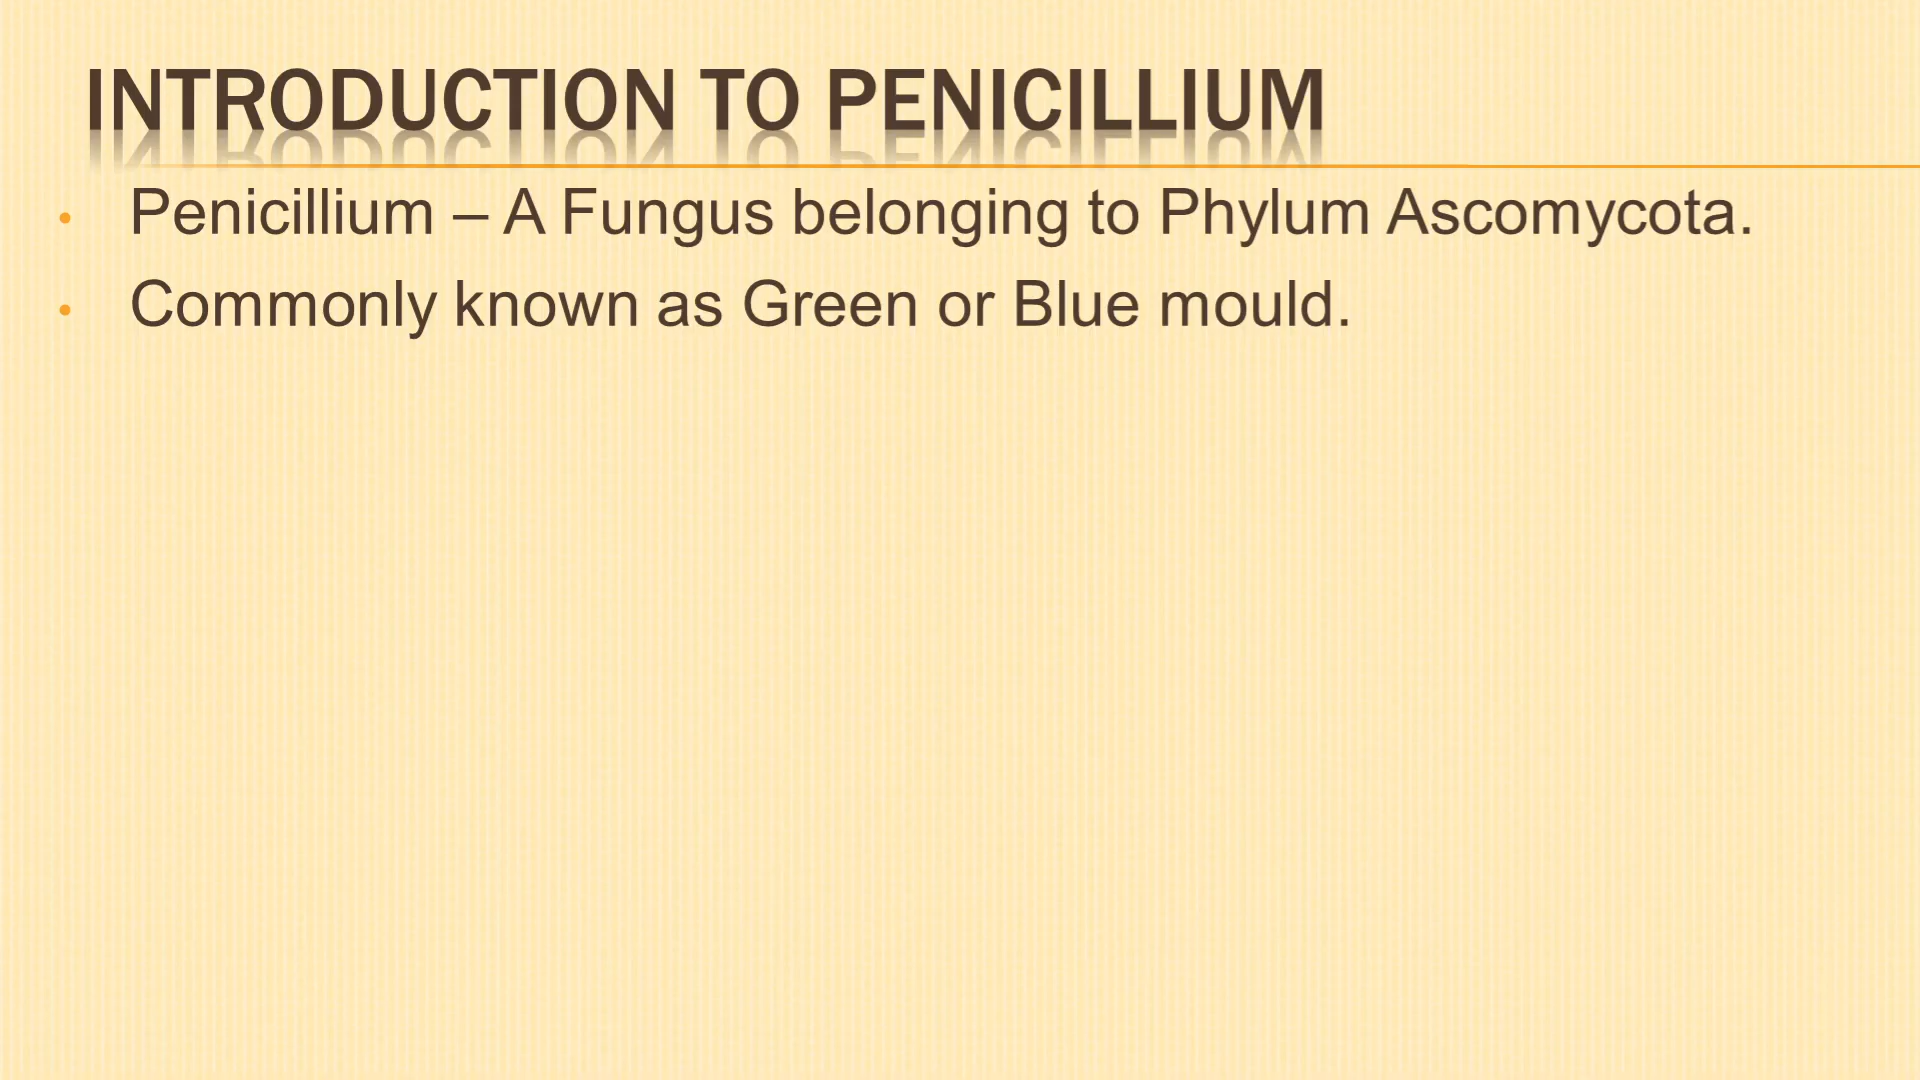 INTRODUCTION TO PENICILLIUM
• Penicillium – A Fungus belonging to Phylum Ascomycota.
• Commonly known as Green or Blue mould.